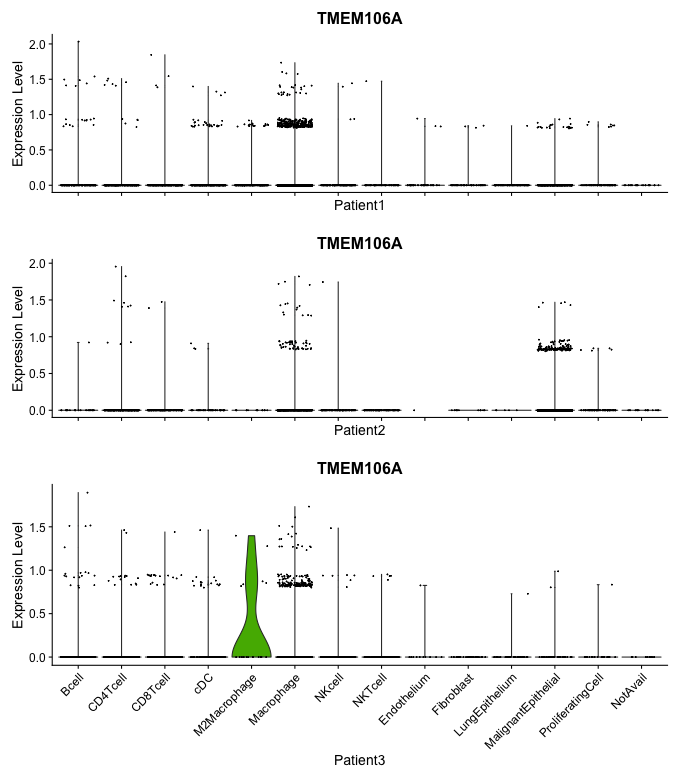 TMEM106A
Expression Level
2.0
1.5
1.0
0.5
0.0
Patient1
TMEM106A
Expression Level
2.0
1.5
1.0
0.5
0.0
Patient2
TMEM106A
Expression Level
1.5
1.0
0.5
0.0
Bcell
CD4Tcell
CD8Tcell
cDC
M2Macrophage
Macrophage
NKcell
NKTcell
Endothelium
Fibroblast
LungEpithelium
MalignantEpithelial
ProliferatingCell
NotAvail
Patient3